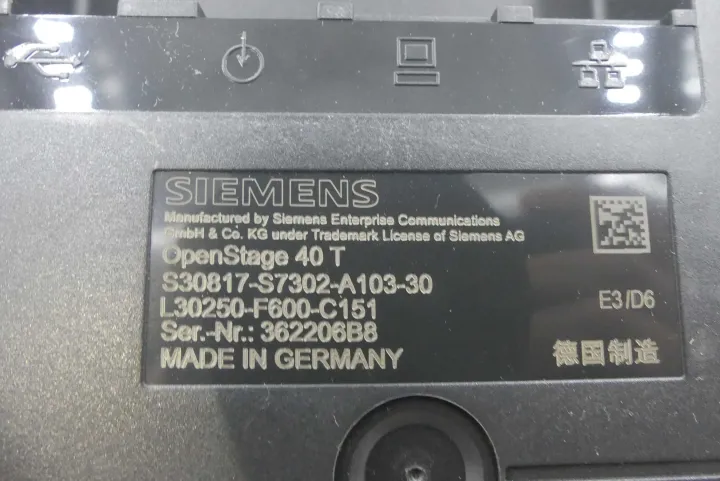 SIEMENS
Manufactured by Siemens Enterprise Communications
GmbH & Co. KG under Trademark License of Siemens AG
OpenStage 40 T
S30817-S7302-A103-30
L30250-F600-C151
E3/D6
Ser.-Nr.: 362206B8
MADE IN GERMANY
德国制造